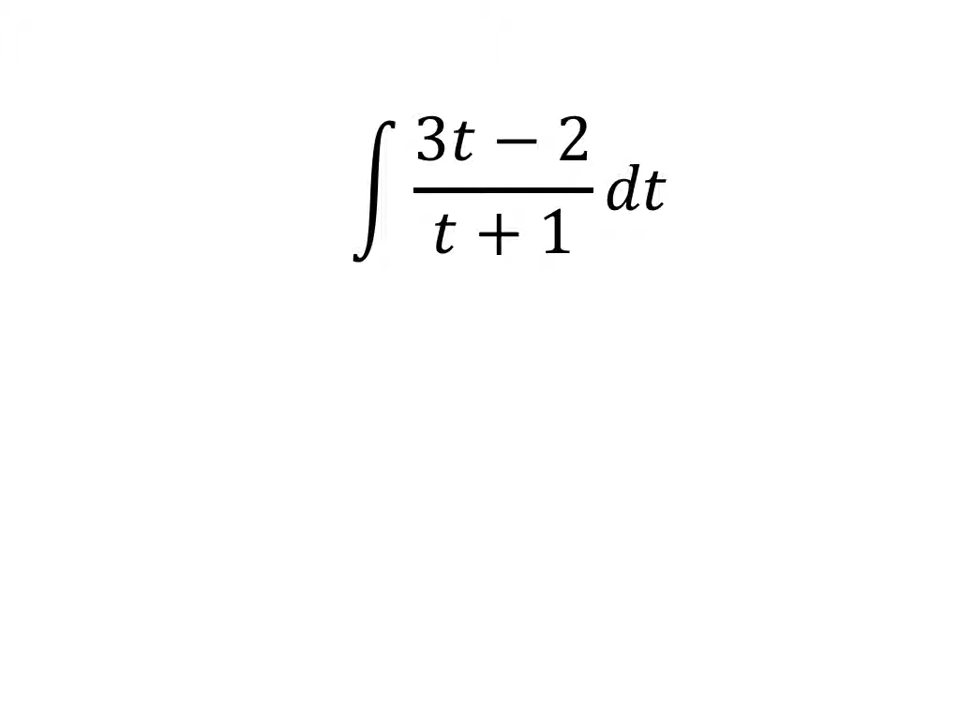 ∫ (3t − 2)/(t + 1) dt